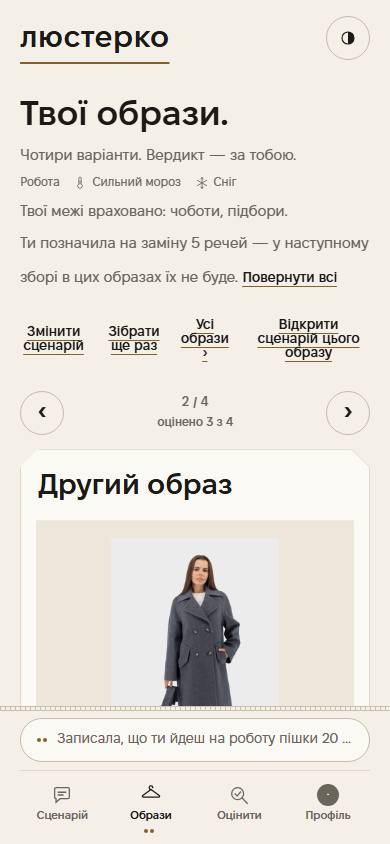 люстерко
Твої образи.
Чотири варіанти. Вердикт — за тобою.
Робота Сильний мороз Сніг
Твої межі враховано: чоботи, підбори.
Ти позначила на заміну 5 речей — у наступному
зборі в цих образах їх не буде. Повернути всі
Змінити
сценарій
Зібрати
ще раз
Усі
образи
›
Відкрити
сценарій цього
образу
‹
2 / 4
оцінено 3 з 4
›
Другий образ
Записала, що ти йдеш на роботу пішки 20 ...
Сценарій Образи Оцінити Профіль